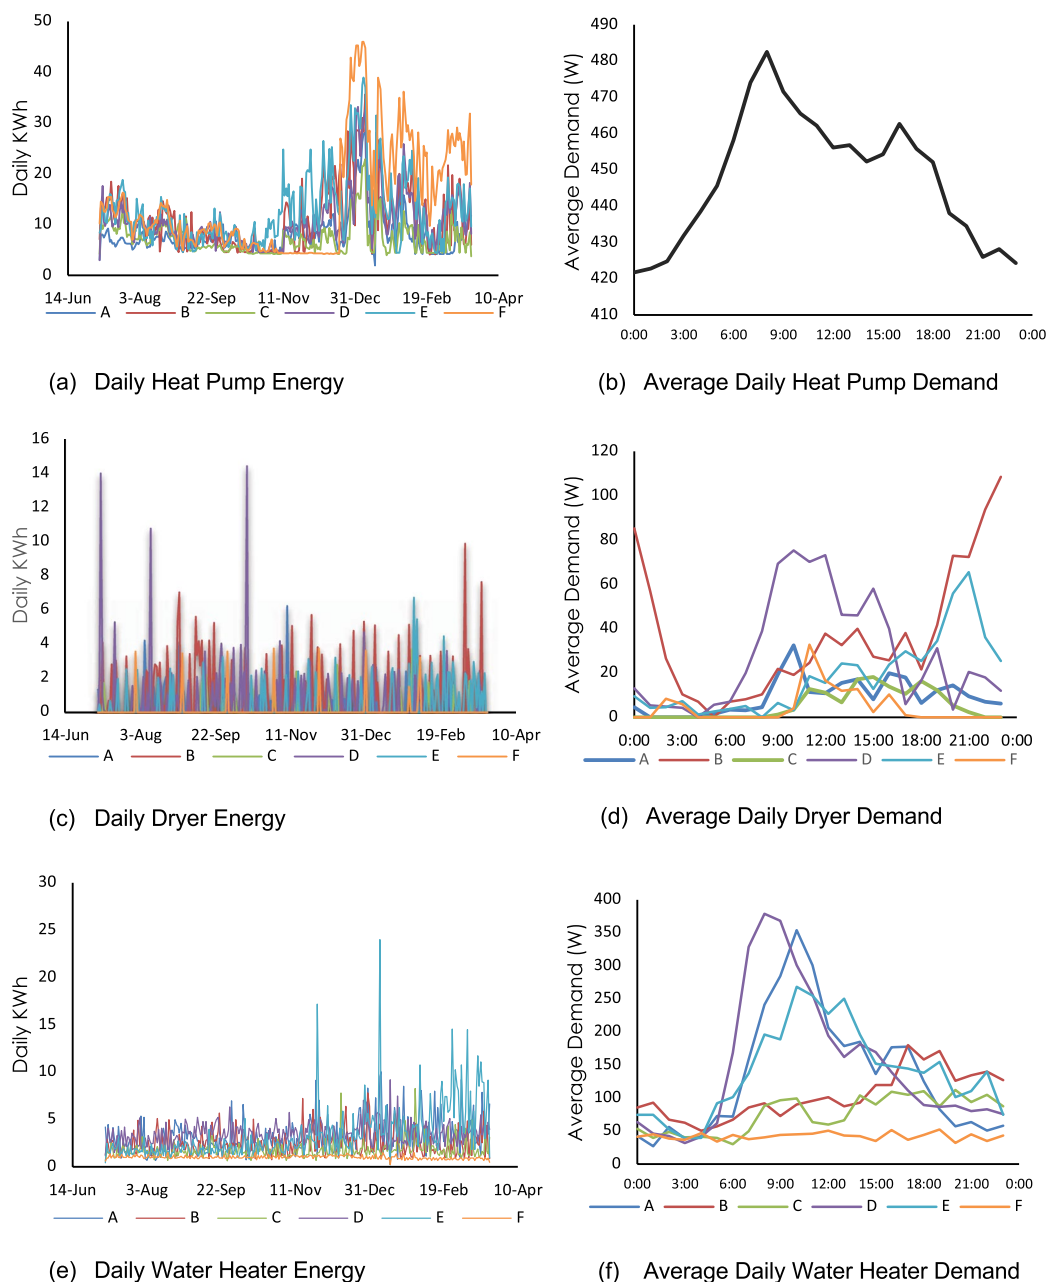 50
40
30
20
10
0
Daily KWh
14-Jun 3-Aug 22-Sep 11-Nov 31-Dec 19-Feb 10-Apr
A B C D E F
(a) Daily Heat Pump Energy
490
480
470
460
450
440
430
420
410
Average Demand (W)
0:00 3:00 6:00 9:00 12:00 15:00 18:00 21:00 0:00
(b) Average Daily Heat Pump Demand
16
14
12
10
8
6
4
2
0
Daily KWh
14-Jun 3-Aug 22-Sep 11-Nov 31-Dec 19-Feb 10-Apr
A B C D E F
(c) Daily Dryer Energy
120
100
80
60
40
20
0
Average Demand (W)
0:00 3:00 6:00 9:00 12:00 15:00 18:00 21:00 0:00
A B C D E F
(d) Average Daily Dryer Demand
30
25
20
15
10
5
0
Daily KWh
14-Jun 3-Aug 22-Sep 11-Nov 31-Dec 19-Feb 10-Apr
A B C D E F
(e) Daily Water Heater Energy
400
350
300
250
200
150
100
50
0
Average Demand (W)
0:00 3:00 6:00 9:00 12:00 15:00 18:00 21:00 0:00
A B C D E F
(f) Average Daily Water Heater Demand